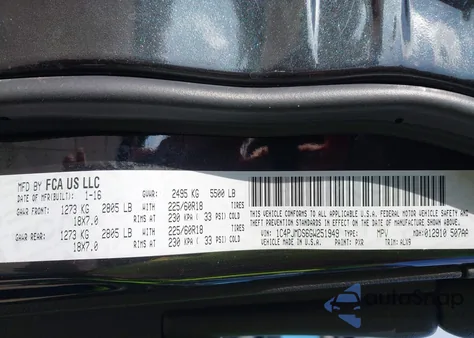 MFD BY FCA US LLC
DATE OF MFR(BUILT): 1-16 GVWR: 2495 KG 5500 LB
GAWR FRONT: 1273 KG 2805 LB WITH 225/60R18 TIRES
18X7.0 RIMS AT 230 KPA ( 33 PSI) COLD
GAWR REAR: 1273 KG 2805 LB WITH 225/60R18 TIRES
18X7.0 RIMS AT 230 KPA ( 33 PSI) COLD
THIS VEHICLE CONFORMS TO ALL APPLICABLE U.S.A. FEDERAL MOTOR VEHICLE SAFETY AND
THEFT PREVENTION STANDARDS IN EFFECT ON THE DATE OF MANUFACTURE SHOWN ABOVE.
VIN: TYPE: MPV MDH:012910 507AA
VEHICLE MADE IN U.S.A. PAINT: PXR TRIM:
autoSnap